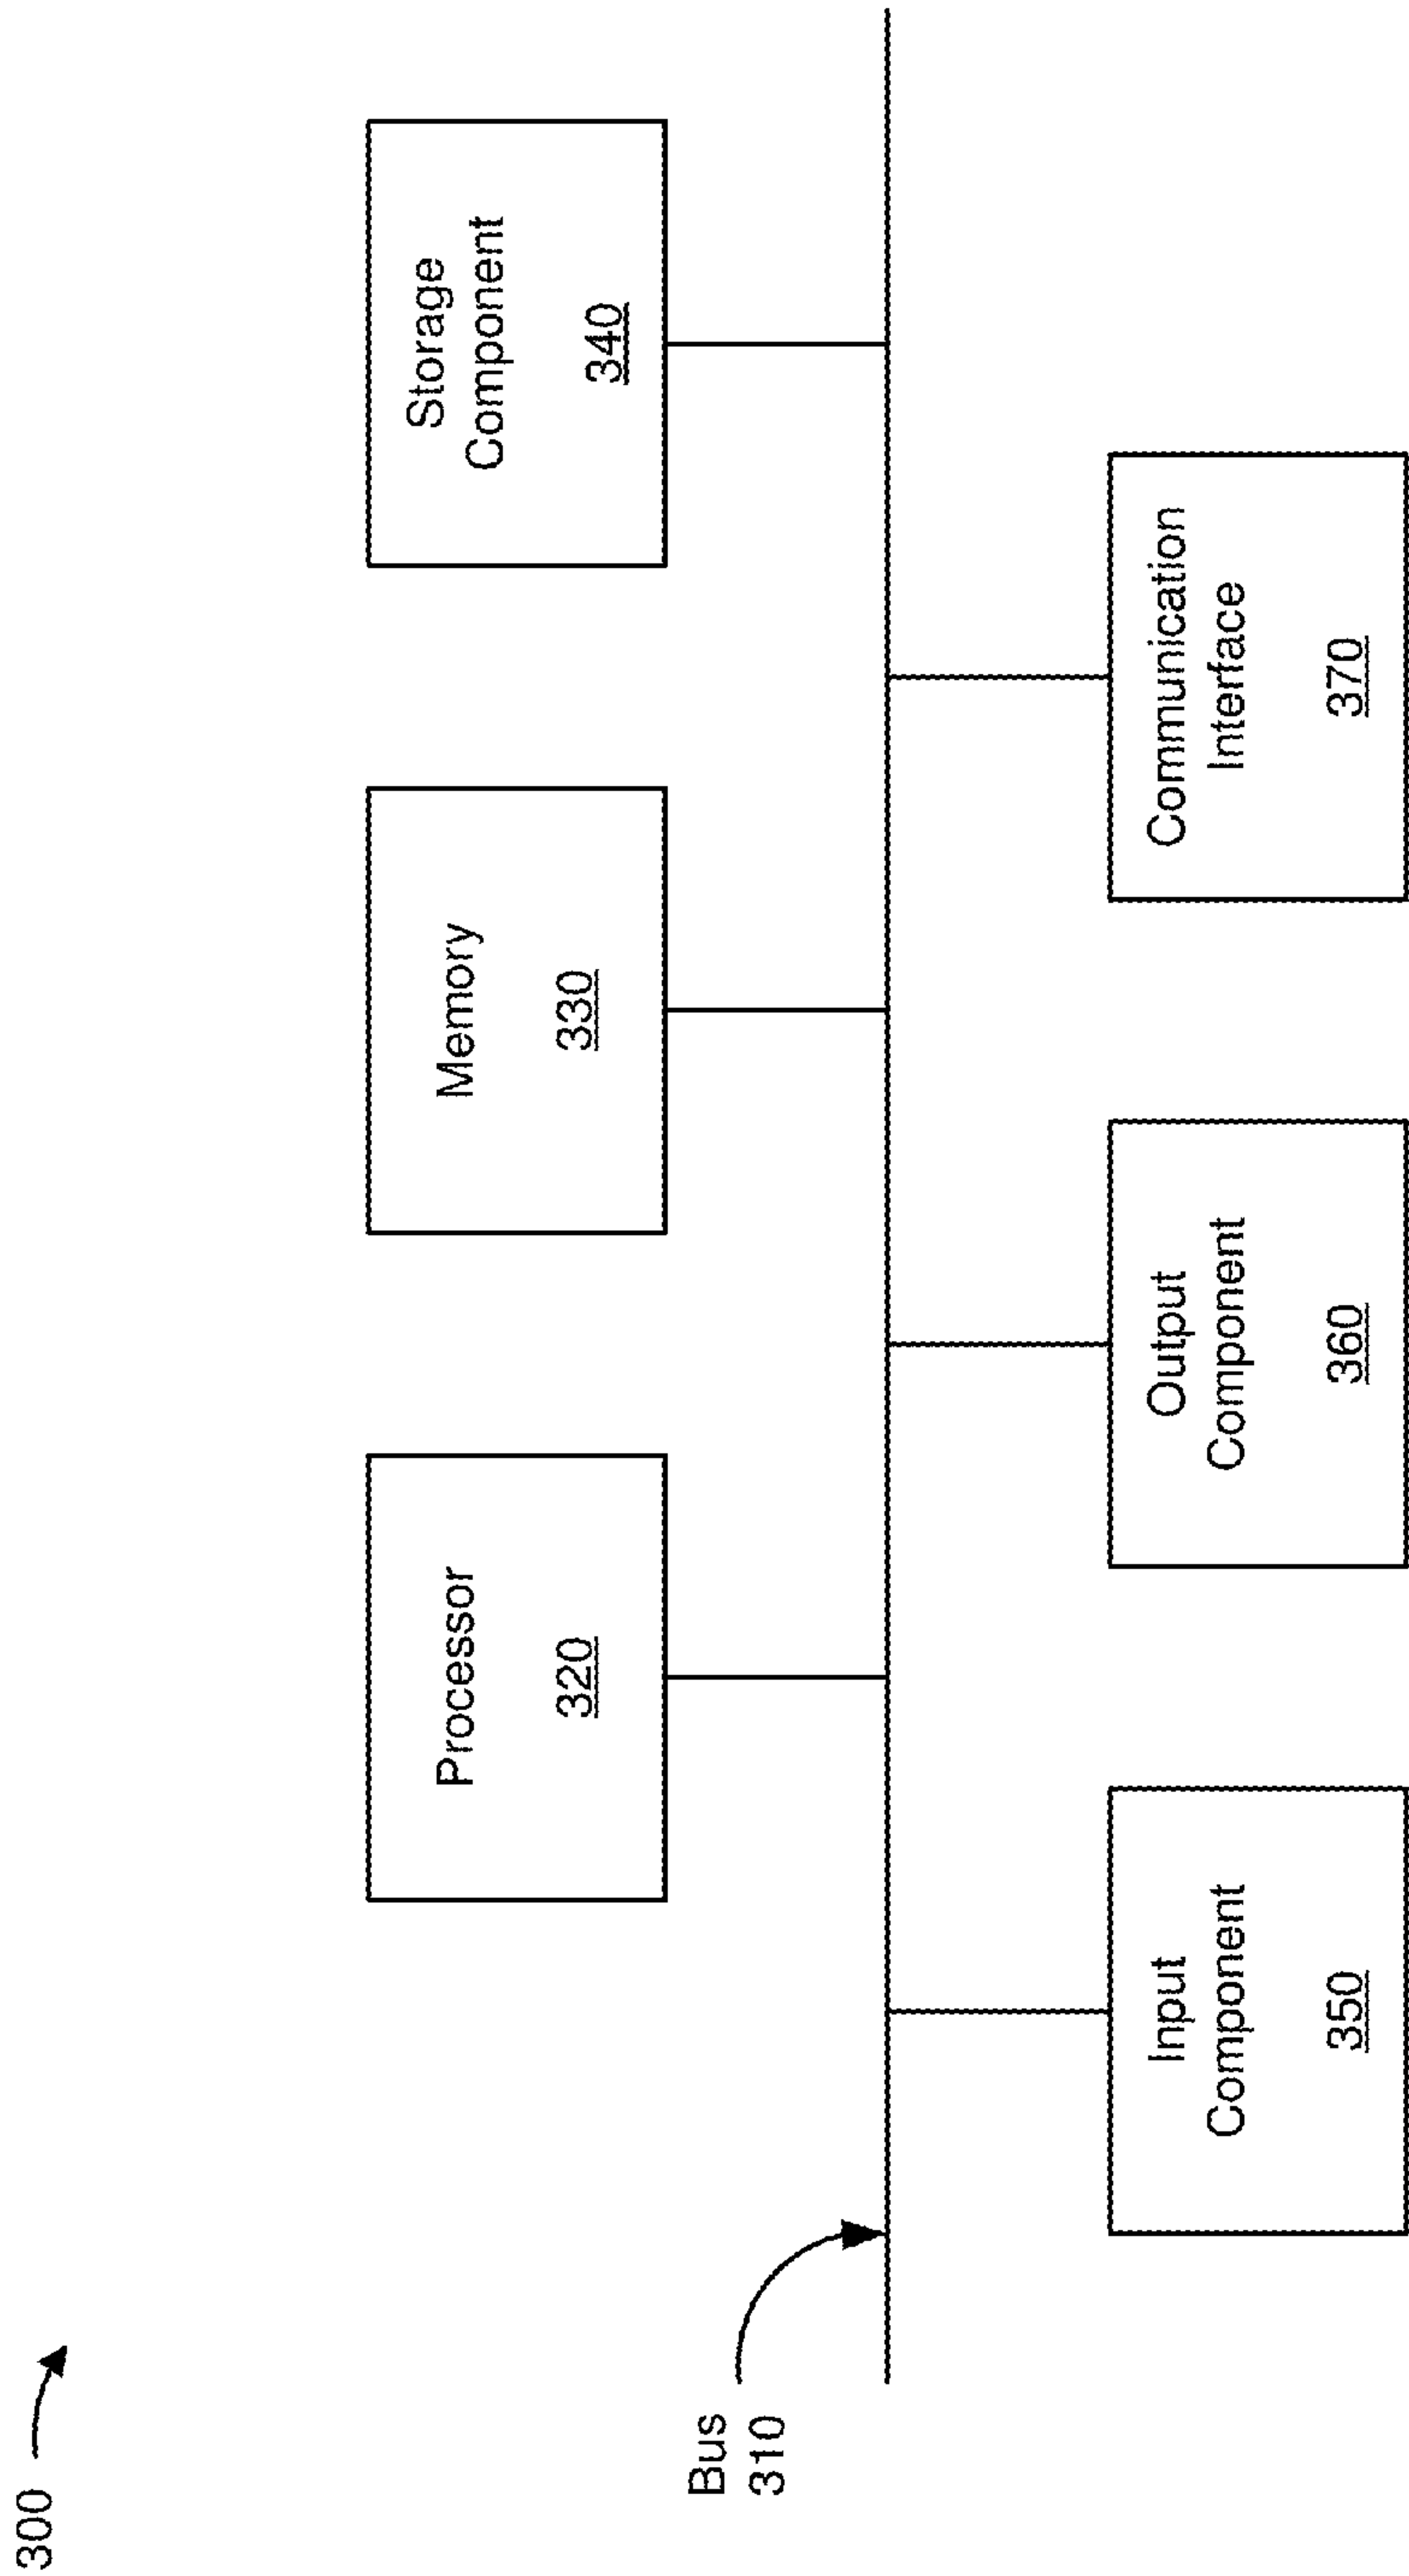 300
Processor
320
Memory
330
Storage
Component
340
Bus
310
Input
Component
350
Output
Component
360
Communication
Interface
370